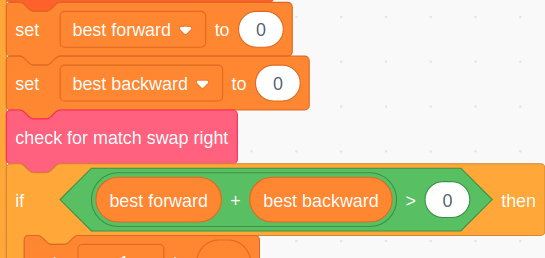 set best forward to 0
set best backward to 0
check for match swap right
if best forward + best backward > 0 then